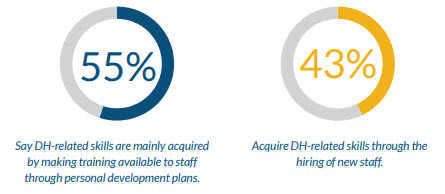 55%
Say DH-related skills are mainly acquired
by making training available to staff
through personal development plans.
43%
Acquire DH-related skills through the
hiring of new staff.